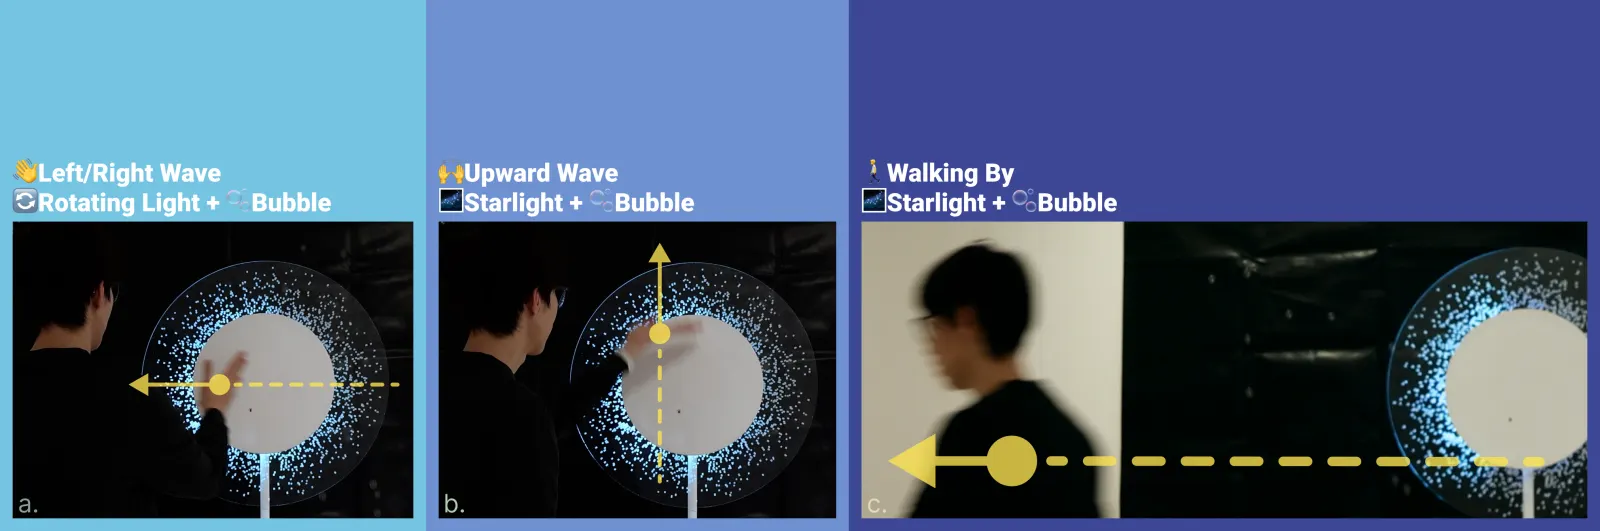 👋Left/Right Wave
🔄Rotating Light + 🫧Bubble
a.
🙌Upward Wave
🌌Starlight + 🫧Bubble
b.
🚶Walking By
🌌Starlight + 🫧Bubble
c.